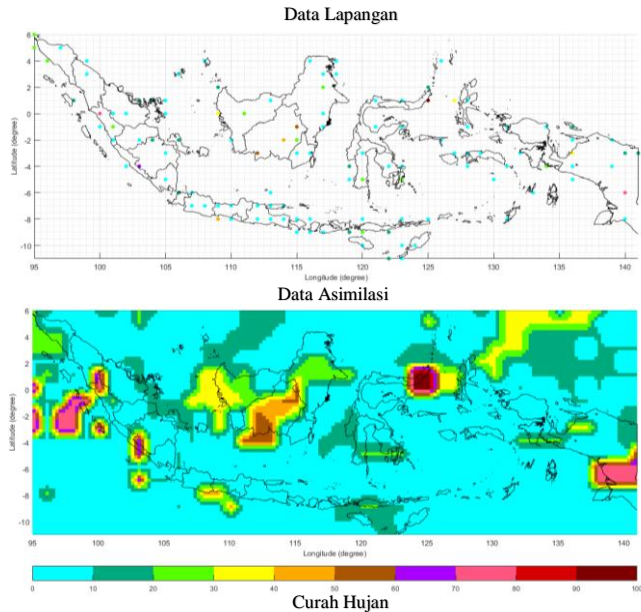 Data Lapangan
6
4
2
0
-2
-4
-6
-8
-10
Latitude (degree)
95 100 105 110 115 120 125 130 135 140
Longitude (degree)
Data Asimilasi
6
4
2
0
-2
-4
-6
-8
-10
Latitude (degree)
95 100 105 110 115 120 125 130 135 140
Longitude (degree)
0 10 20 30 40 50 60 70 80 90 100
Curah Hujan